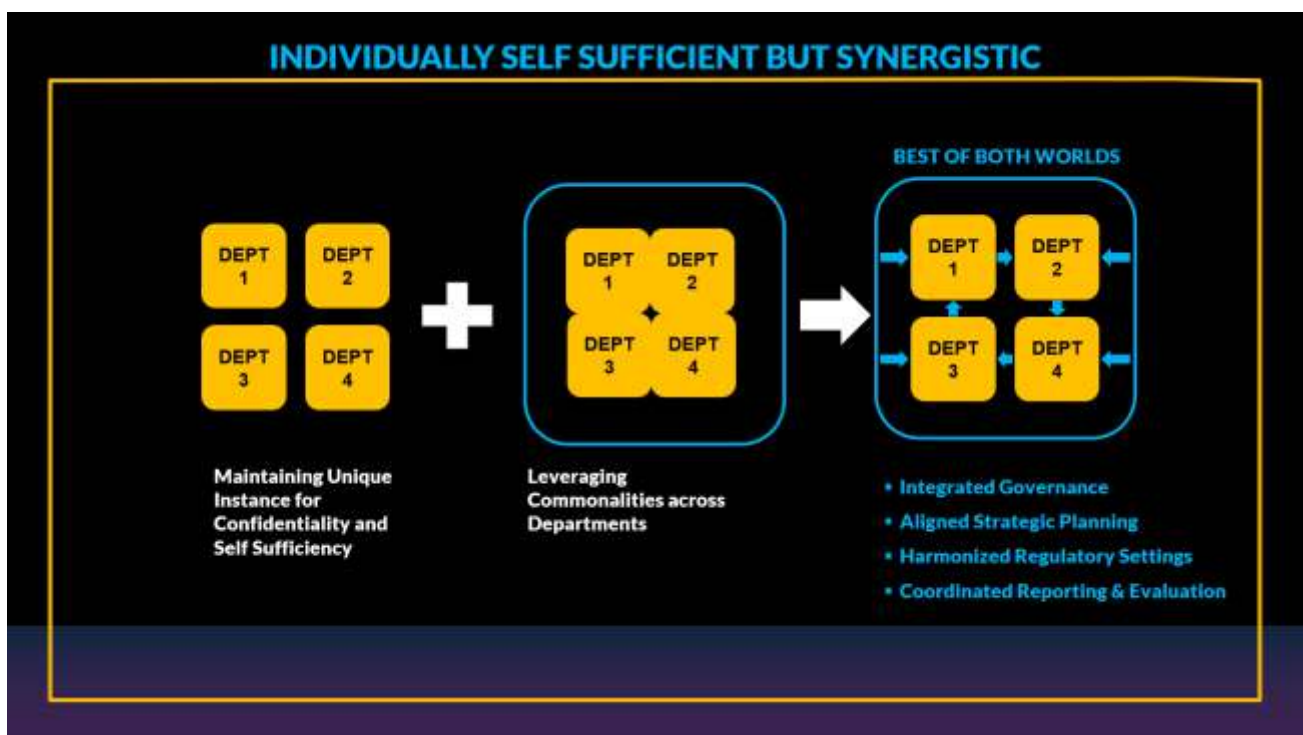 INDIVIDUALLY SELF SUFFICIENT BUT SYNERGISTIC
DEPT
1
DEPT
2
DEPT
3
DEPT
4
Maintaining Unique
Instance for
Confidentiality and
Self Sufficiency
DEPT
1
DEPT
2
DEPT
3
DEPT
4
Leveraging
Commonalities across
Departments
BEST OF BOTH WORLDS
DEPT
1
DEPT
2
DEPT
3
DEPT
4
▪ Integrated Governance
▪ Aligned Strategic Planning
▪ Harmonized Regulatory Settings
▪ Coordinated Reporting & Evaluation